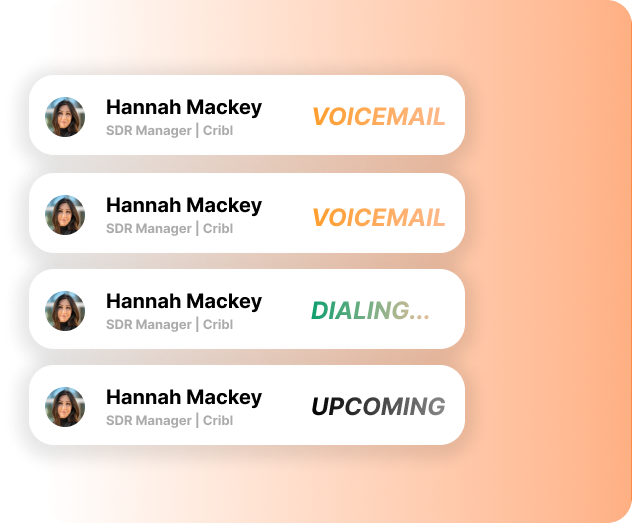 Hannah Mackey
SDR Manager | Cribl
VOICEMAIL
Hannah Mackey
SDR Manager | Cribl
VOICEMAIL
Hannah Mackey
SDR Manager | Cribl
DIALING...
Hannah Mackey
SDR Manager | Cribl
UPCOMING